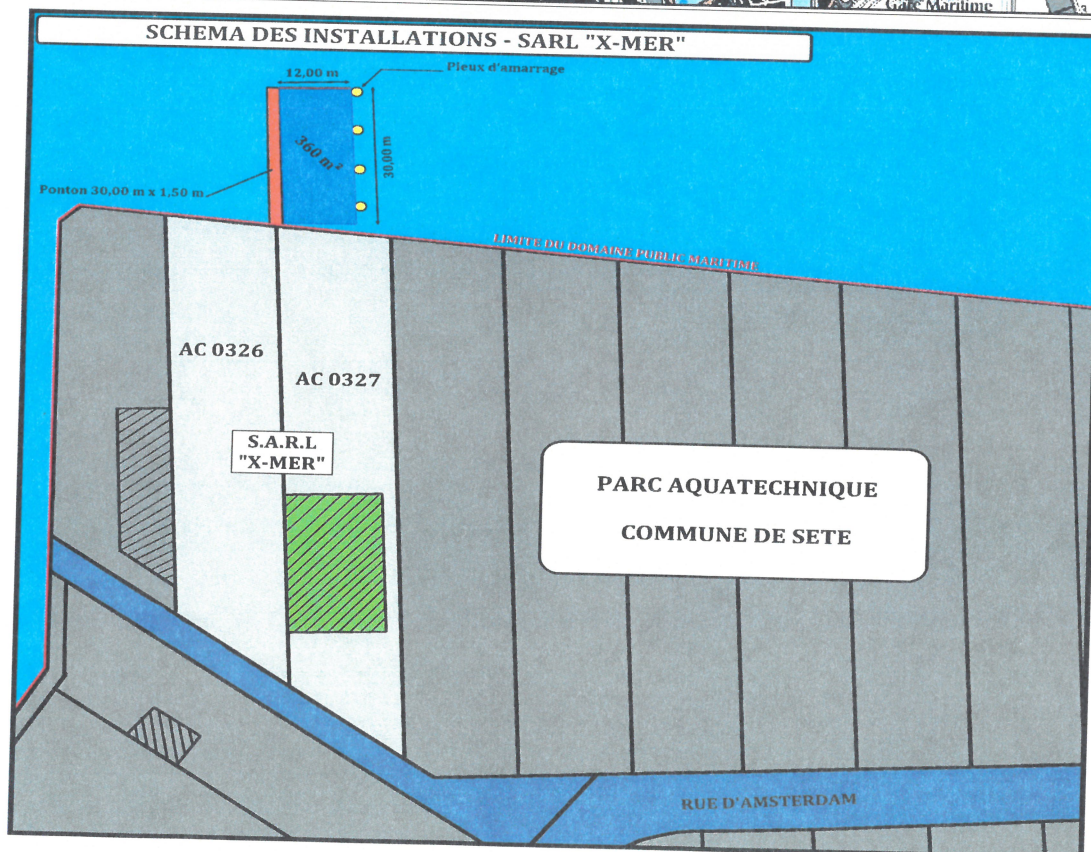 Gare Maritime
SCHEMA DES INSTALLATIONS - SARL "X-MER"
12,00 m
Pieux d'amarrage
360 m²
30,00 m
Ponton 30,00 m x 1,50 m
LIMITE DU DOMAINE PUBLIC MARITIME
AC 0326
AC 0327
S.A.R.L
"X-MER"
PARC AQUATECHNIQUE
COMMUNE DE SETE
RUE D'AMSTERDAM